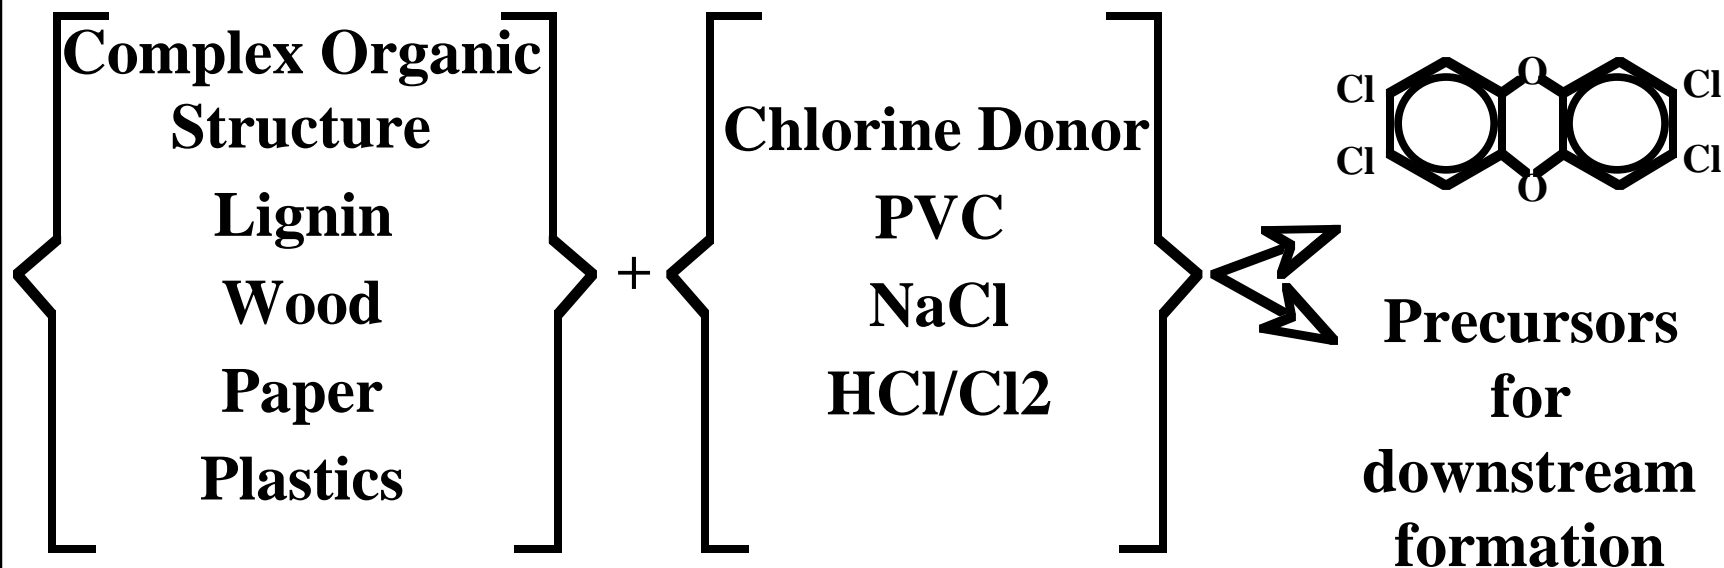 Complex Organic
Structure
Lignin
Wood
Paper
Plastics
+
Chlorine Donor
PVC
NaCl
HCl/Cl2
Cl O Cl
Cl O Cl
Precursors
for
downstream
formation